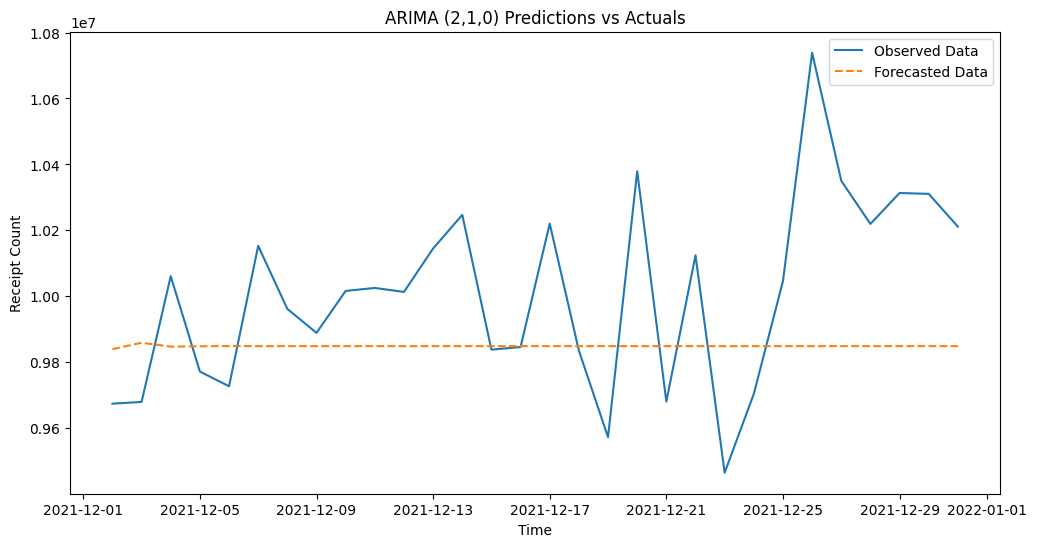 ARIMA (2,1,0) Predictions vs Actuals
1e7
Observed Data
Forecasted Data
1.08
1.06
1.04
1.02
1.00
0.98
0.96
Receipt Count
2021-12-01 2021-12-05 2021-12-09 2021-12-13 2021-12-17 2021-12-21 2021-12-25 2021-12-29 2022-01-01
Time